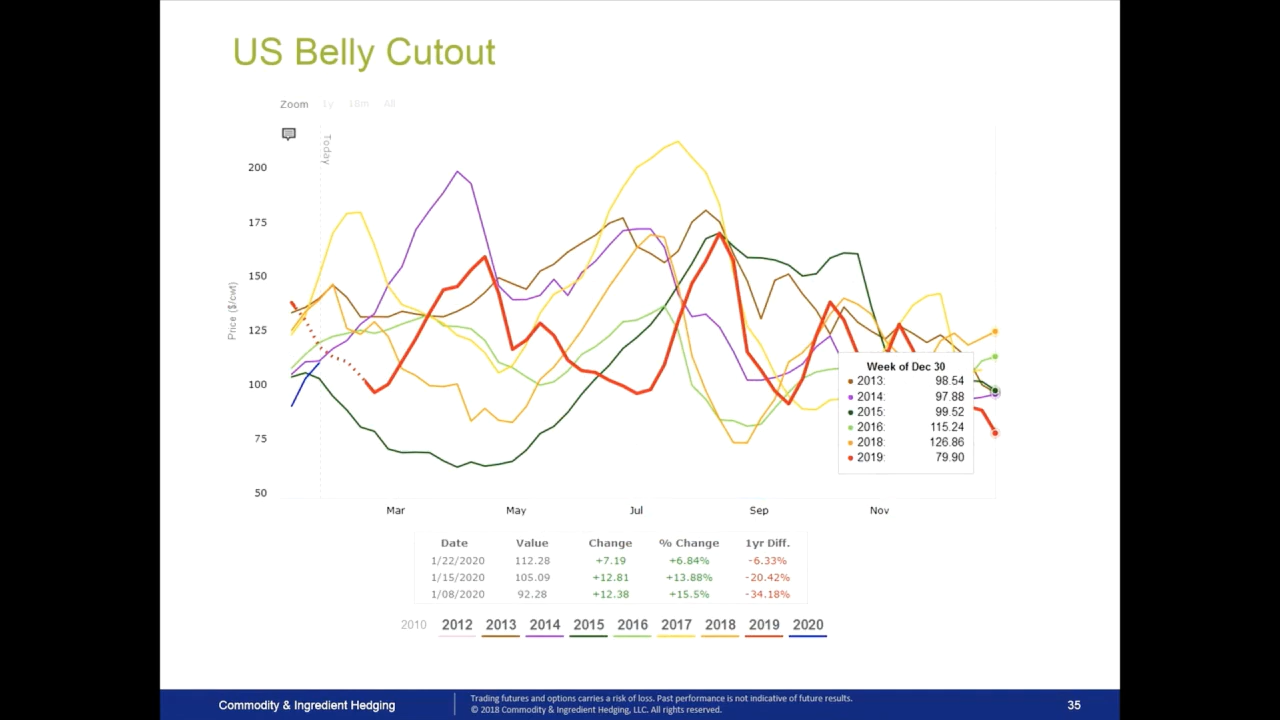 US Belly Cutout
Zoom 1y 18m All
Today
200
175
150
125
100
75
50
Price ($/cwt)
Mar May Jul Sep Nov
Week of Dec 30
2013: 98.54
2014: 97.88
2015: 99.52
2016: 115.24
2018: 126.86
2019: 79.90
Date Value Change % Change 1yr Diff.
1/22/2020 112.28 +7.19 +6.84% -6.33%
1/15/2020 105.09 +12.81 +13.88% -20.42%
1/08/2020 92.28 +12.38 +15.5% -34.18%
2010 2012 2013 2014 2015 2016 2017 2018 2019 2020
Commodity & Ingredient Hedging
Trading futures and options carries a risk of loss. Past performance is not indicative of future results.
© 2018 Commodity & Ingredient Hedging, LLC. All rights reserved.
35